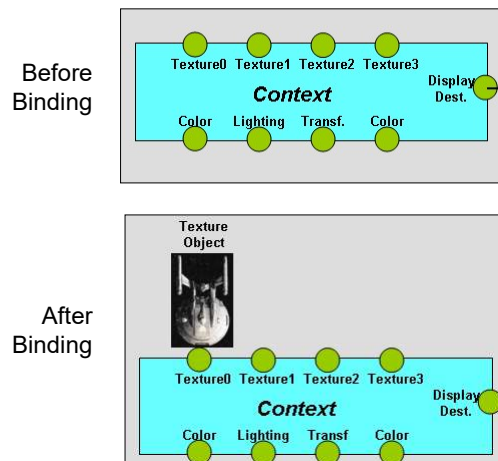 Before
Binding
Texture0 Texture1 Texture2 Texture3
Context
Display
Dest.
Color Lighting Transf. Color
After
Binding
Texture
Object
Texture0 Texture1 Texture2 Texture3
Context
Display
Dest.
Color Lighting Transf Color